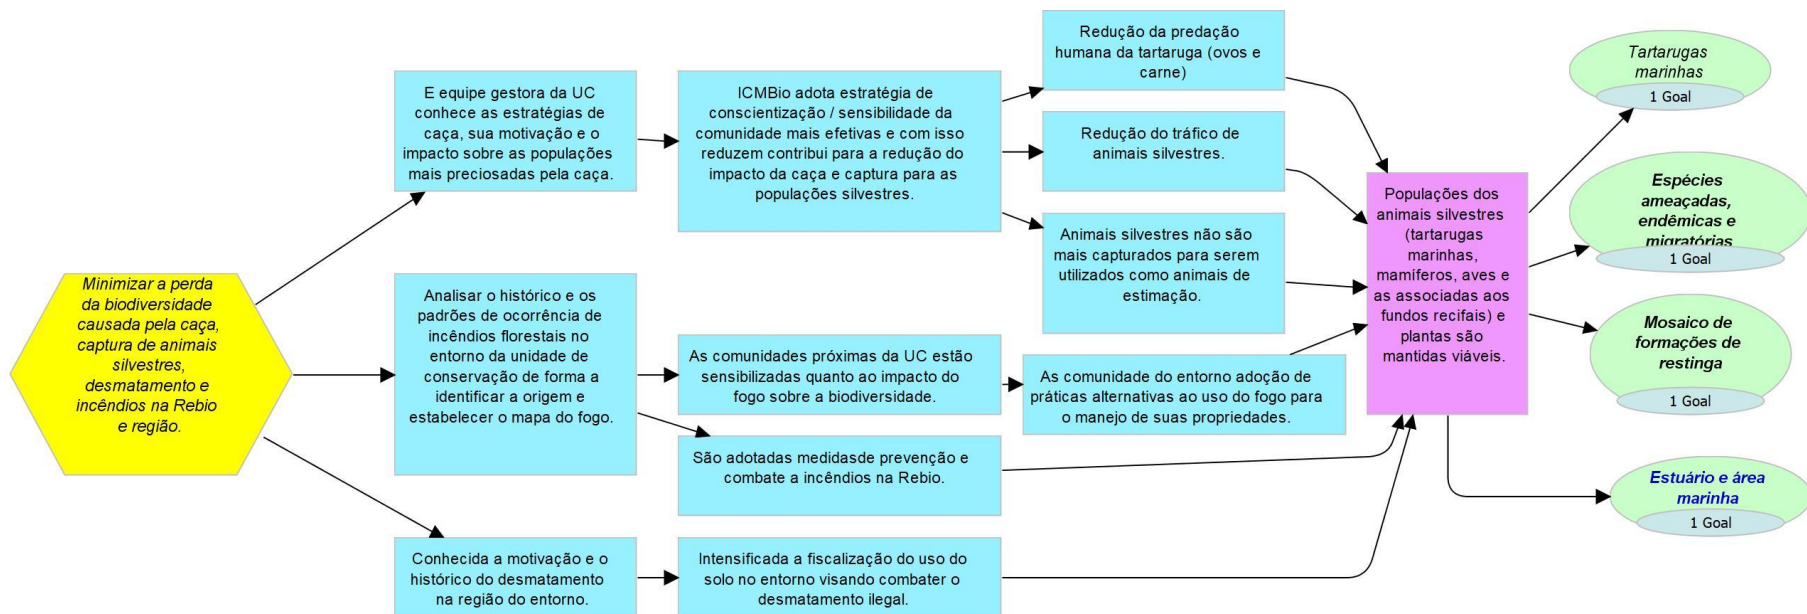 Minimizar a perda
da biodiversidade
causada pela caça,
captura de animais
silvestres,
desmatamento e
incêndios na Rebio
e região.
E equipe gestora da UC
conhece as estratégias de
caça, sua motivação e o
impacto sobre as populações
mais preciosadas pela caça.
ICMBio adota estratégia de
conscientização / sensibilidade da
comunidade mais efetivas e com isso
reduzem contribui para a redução do
impacto da caça e captura para as
populações silvestres.
Redução da predação
humana da tartaruga (ovos e
carne)
Redução do tráfico de
animais silvestres.
Animais silvestres não são
mais capturados para serem
utilizados como animais de
estimação.
Analisar o histórico e os
padrões de ocorrência de
incêndios florestais no
entorno da unidade de
conservação de forma a
identificar a origem e
estabelecer o mapa do fogo.
As comunidades próximas da UC estão
sensibilizadas quanto ao impacto do
fogo sobre a biodiversidade.
As comunidade do entorno adoção de
práticas alternativas ao uso do fogo para
o manejo de suas propriedades.
São adotadas medidasde prevenção e
combate a incêndios na Rebio.
Conhecida a motivação e o
histórico do desmatamento
na região do entorno.
Intensificada a fiscalização do uso do
solo no entorno visando combater o
desmatamento ilegal.
Populações dos
animais silvestres
(tartarugas
marinhas,
mamíferos, aves e
as associadas aos
fundos recifais) e
plantas são
mantidas viáveis.
Tartarugas
marinhas
1 Goal
Espécies
ameaçadas,
endêmicas e
migratórias
1 Goal
Mosaico de
formações de
restinga
1 Goal
Estuário e área
marinha
1 Goal